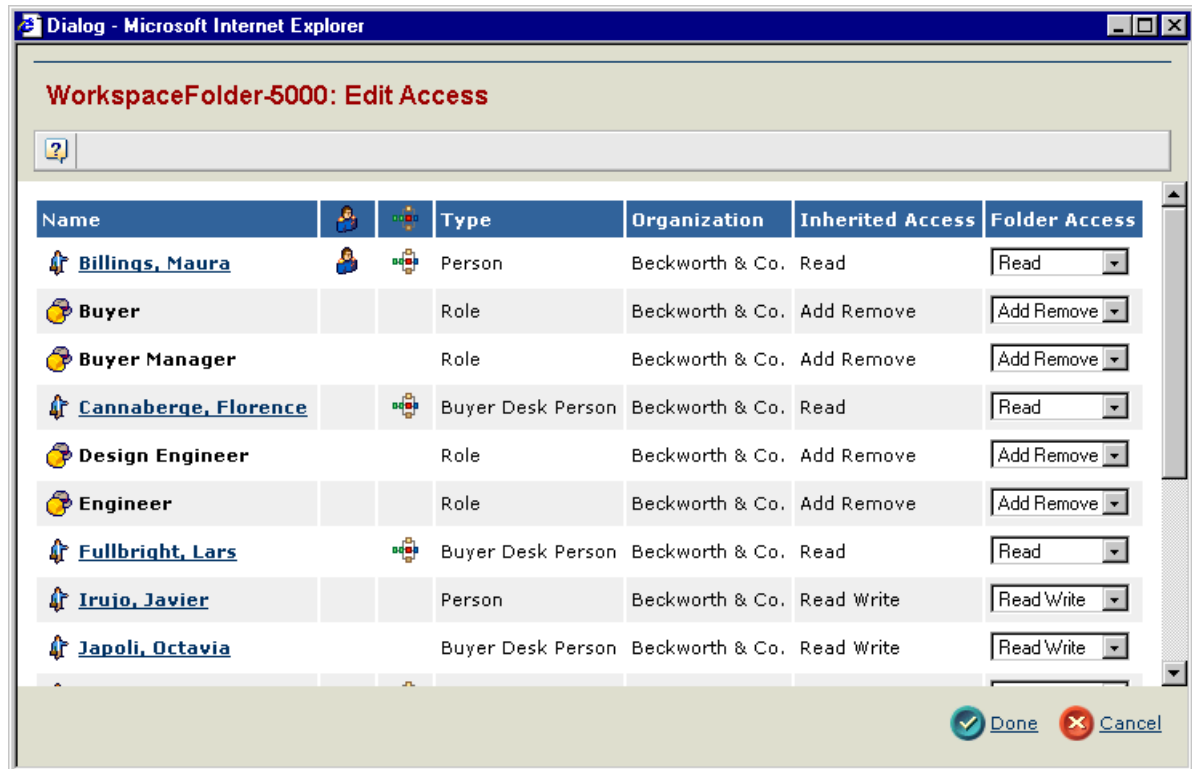 Dialog - Microsoft Internet Explorer
WorkspaceFolder-5000: Edit Access
Name Type Organization Inherited Access Folder Access
Billings, Maura Person Beckworth & Co. Read Read
Buyer Role Beckworth & Co. Add Remove Add Remove
Buyer Manager Role Beckworth & Co. Add Remove Add Remove
Cannaberge, Florence Buyer Desk Person Beckworth & Co. Read Read
Design Engineer Role Beckworth & Co. Add Remove Add Remove
Engineer Role Beckworth & Co. Add Remove Add Remove
Fullbright, Lars Buyer Desk Person Beckworth & Co. Read Read
Irujo, Javier Person Beckworth & Co. Read Write Read Write
Japoli, Octavia Buyer Desk Person Beckworth & Co. Read Write Read Write
Done Cancel